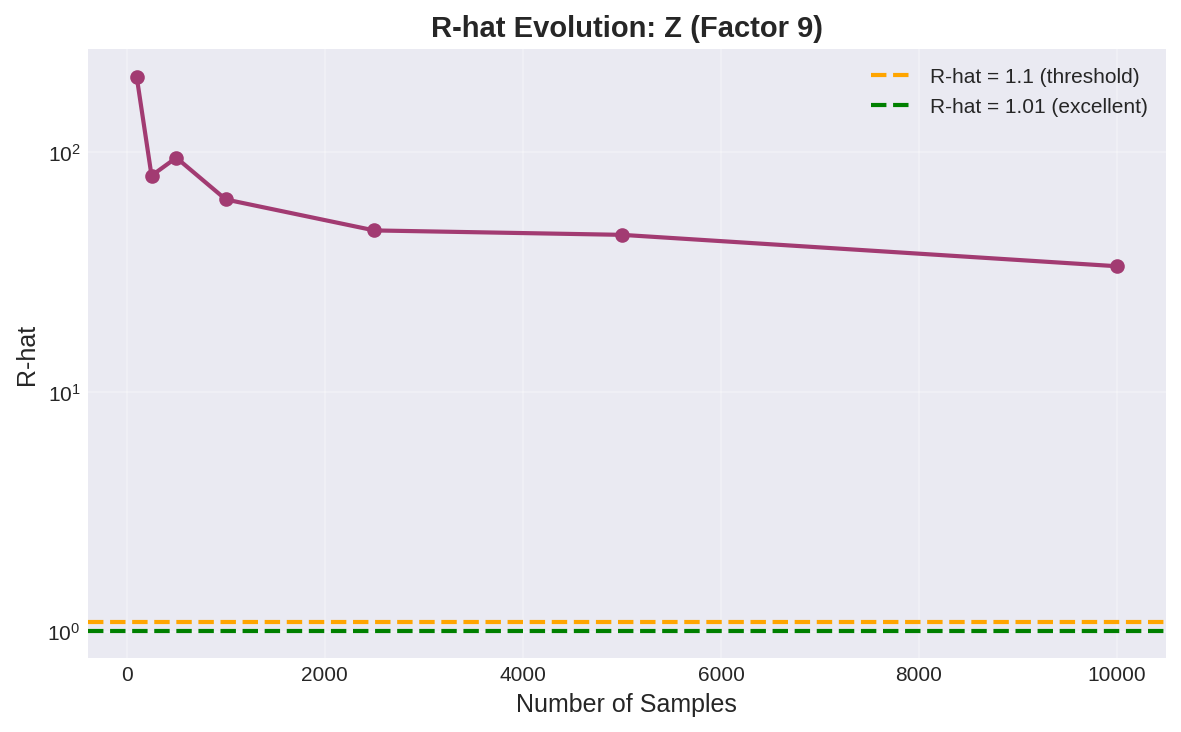 R-hat Evolution: Z (Factor 9)
R-hat = 1.1 (threshold)
R-hat = 1.01 (excellent)
10²
10¹
10⁰
R-hat
0 2000 4000 6000 8000 10000
Number of Samples